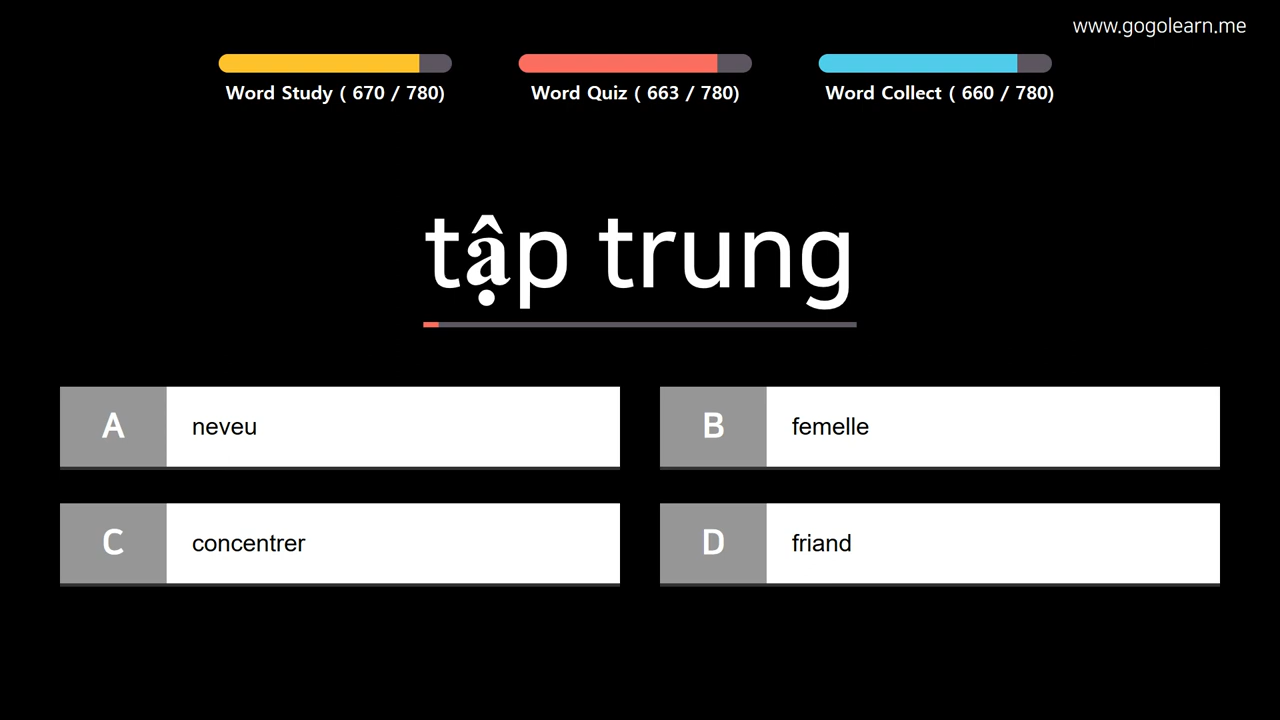 www.gogolearn.me
Word Study ( 670 / 780)
Word Quiz ( 663 / 780)
Word Collect ( 660 / 780)
tập trung
A
neveu
B
femelle
C
concentrer
D
friand